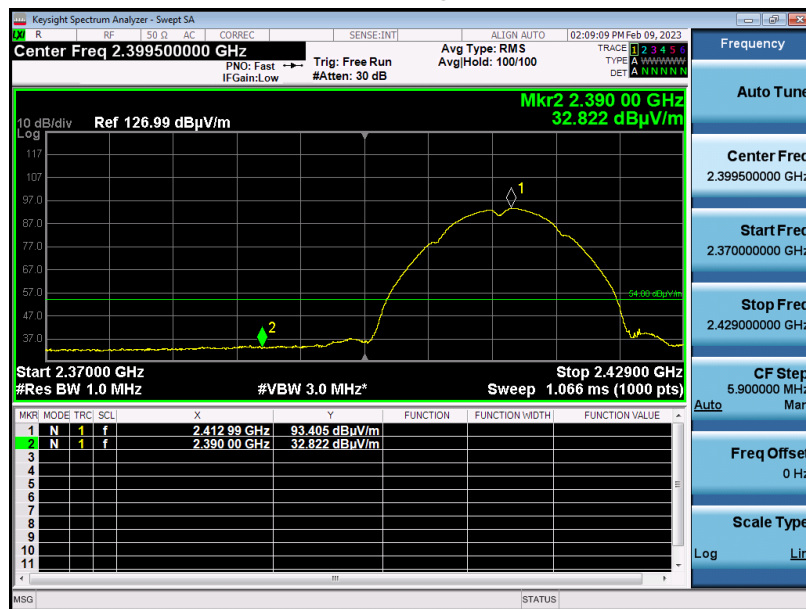 Keysight Spectrum Analyzer - Swept SA
LXI R RF 50 Ω AC CORREC SENSE:INT ALIGN AUTO 02:09:09 PM Feb 09, 2023
Center Freq 2.399500000 GHz
PNO: Fast
IFGain:Low
Trig: Free Run
#Atten: 30 dB
Avg Type: RMS
Avg|Hold: 100/100
TRACE 1 2 3 4 5 6
TYPE A WWWWW
DET A N N N N N
Mkr2 2.390 00 GHz
32.822 dBµV/m
10 dB/div Ref 126.99 dBµV/m
Log
117
107
97.0
87.0
77.0
67.0
57.0
47.0
37.0
1
2
54.00 dBµV/m
Start 2.37000 GHz Stop 2.42900 GHz
#Res BW 1.0 MHz #VBW 3.0 MHz* Sweep 1.066 ms (1000 pts)
MKR MODE TRC SCL X Y FUNCTION FUNCTION WIDTH FUNCTION VALUE
1 N 1 f 2.412 99 GHz 93.405 dBµV/m
2 N 1 f 2.390 00 GHz 32.822 dBµV/m
3
4
5
6
7
8
9
10
11
MSG STATUS
Frequency
Auto Tune
Center Freq
2.399500000 GHz
Start Freq
2.370000000 GHz
Stop Freq
2.429000000 GHz
CF Step
5.900000 MHz
Auto Man
Freq Offset
0 Hz
Scale Type
Log Lin